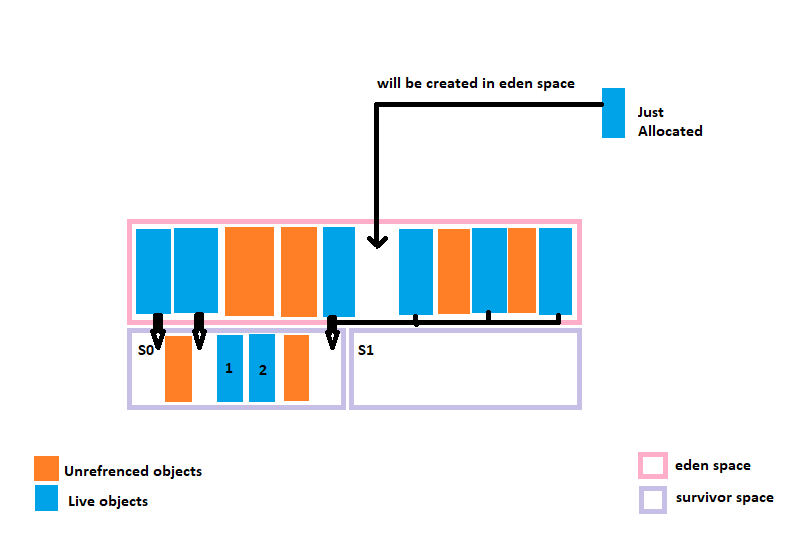 will be created in eden space
Just
Allocated
S0
1
2
S1
Unrefrenced objects
Live objects
eden space
survivor space